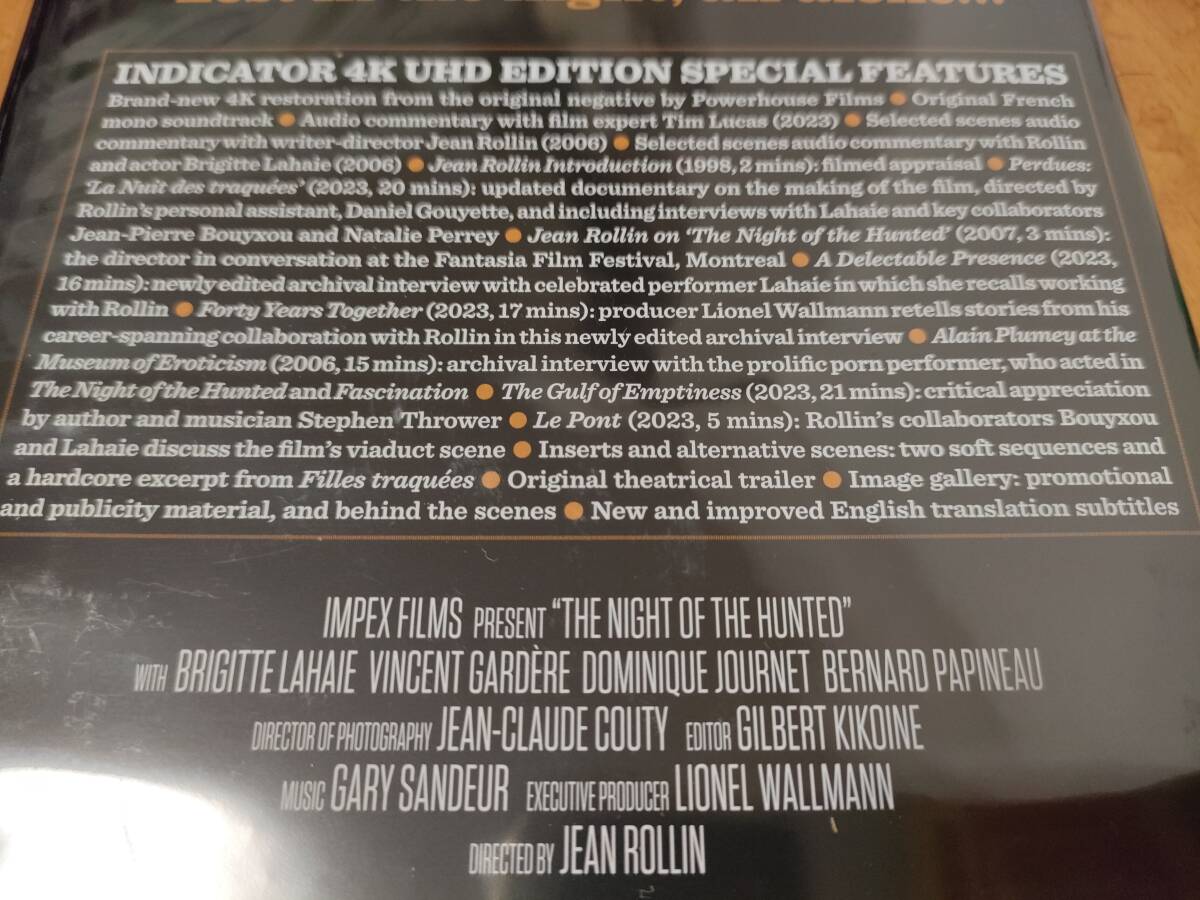 INDICATOR 4K UHD EDITION SPECIAL FEATURES
Brand-new 4K restoration from the original negative by Powerhouse Films ● Original French
mono soundtrack ● Audio commentary with film expert Tim Lucas (2023) ● Selected scenes audio
commentary with writer-director Jean Rollin (2006) ● Selected scenes audio commentary with Rollin
and actor Brigitte Lahaie (2006) ● Jean Rollin Introduction (1998, 2 mins): filmed appraisal ● Perdues:
'La Nuit des traquées' (2023, 20 mins): updated documentary on the making of the film, directed by
Rollin's personal assistant, Daniel Gouyette, and including interviews with Lahaie and key collaborators
Jean-Pierre Bouyxou and Natalie Perrey ● Jean Rollin on 'The Night of the Hunted' (2007, 3 mins):
the director in conversation at the Fantasia Film Festival, Montreal ● A Delectable Presence (2023,
16 mins): newly edited archival interview with celebrated performer Lahaie in which she recalls working
with Rollin ● Forty Years Together (2023, 17 mins): producer Lionel Wallmann retells stories from his
career-spanning collaboration with Rollin in this newly edited archival interview ● Alain Plumey at the
Museum of Eroticism (2006, 15 mins): archival interview with the prolific porn performer, who acted in
The Night of the Hunted and Fascination ● The Gulf of Emptiness (2023, 21 mins): critical appreciation
by author and musician Stephen Thrower ● Le Pont (2023, 5 mins): Rollin's collaborators Bouyxou
and Lahaie discuss the film's viaduct scene ● Inserts and alternative scenes: two soft sequences and
a hardcore excerpt from Filles traquées ● Original theatrical trailer ● Image gallery: promotional
and publicity material, and behind the scenes ● New and improved English translation subtitles
IMPEX FILMS PRESENT "THE NIGHT OF THE HUNTED"
WITH BRIGITTE LAHAIE VINCENT GARDÈRE DOMINIQUE JOURNET BERNARD PAPINEAU
DIRECTOR OF PHOTOGRAPHY JEAN-CLAUDE COUTY EDITOR GILBERT KIKOINE
MUSIC GARY SANDEUR EXECUTIVE PRODUCER LIONEL WALLMANN
DIRECTED BY JEAN ROLLIN